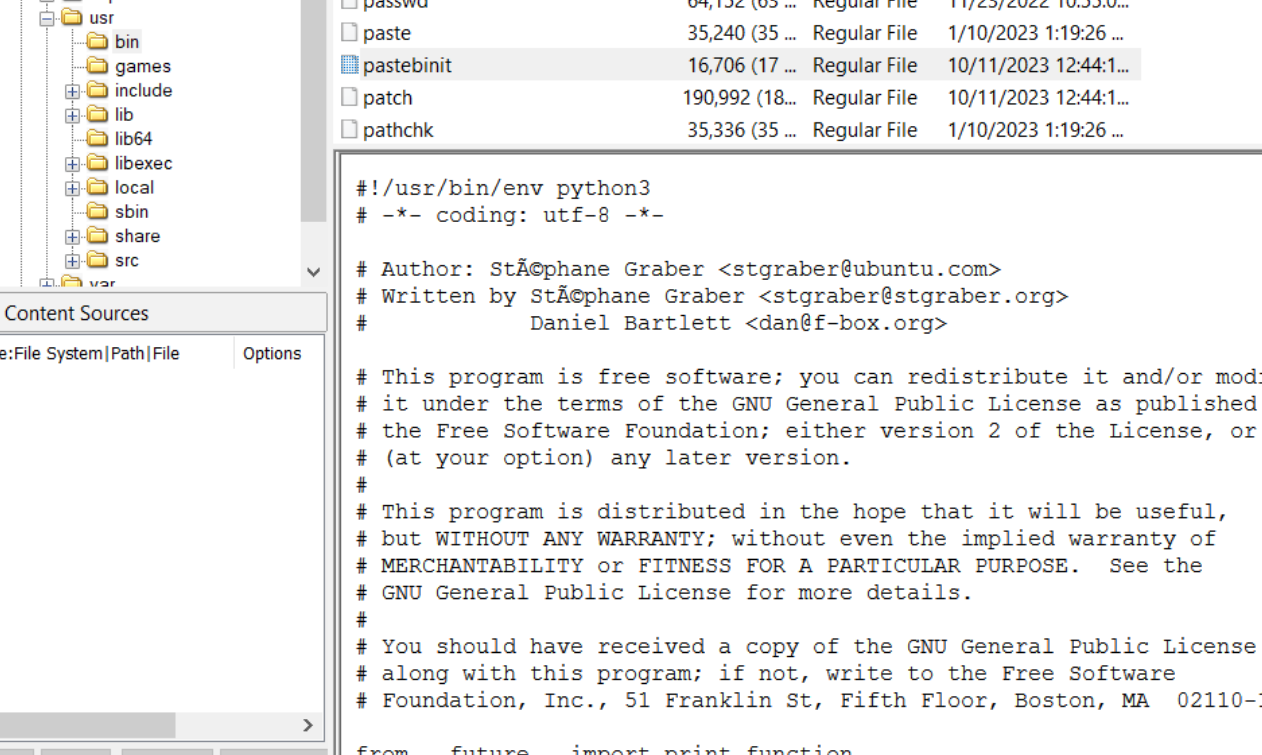 usr
bin
games
include
lib
lib64
libexec
local
sbin
share
src
var
Content Sources
e:File System|Path|File Options
passwd 64,152 (63 ... Regular File 11/23/2022 10:55:0...
paste 35,240 (35 ... Regular File 1/10/2023 1:19:26 ...
pastebinit 16,706 (17 ... Regular File 10/11/2023 12:44:1...
patch 190,992 (18... Regular File 10/11/2023 12:44:1...
pathchk 35,336 (35 ... Regular File 1/10/2023 1:19:26 ...
#!/usr/bin/env python3
# -*- coding: utf-8 -*-
# Author: StÃ©phane Graber <stgraber@ubuntu.com>
# Written by StÃ©phane Graber <stgraber@stgraber.org>
# Daniel Bartlett <dan@f-box.org>
# This program is free software; you can redistribute it and/or modi
# it under the terms of the GNU General Public License as published
# the Free Software Foundation; either version 2 of the License, or
# (at your option) any later version.
#
# This program is distributed in the hope that it will be useful,
# but WITHOUT ANY WARRANTY; without even the implied warranty of
# MERCHANTABILITY or FITNESS FOR A PARTICULAR PURPOSE. See the
# GNU General Public License for more details.
#
# You should have received a copy of the GNU General Public License
# along with this program; if not, write to the Free Software
# Foundation, Inc., 51 Franklin St, Fifth Floor, Boston, MA 02110-1
from __future__ import print_function